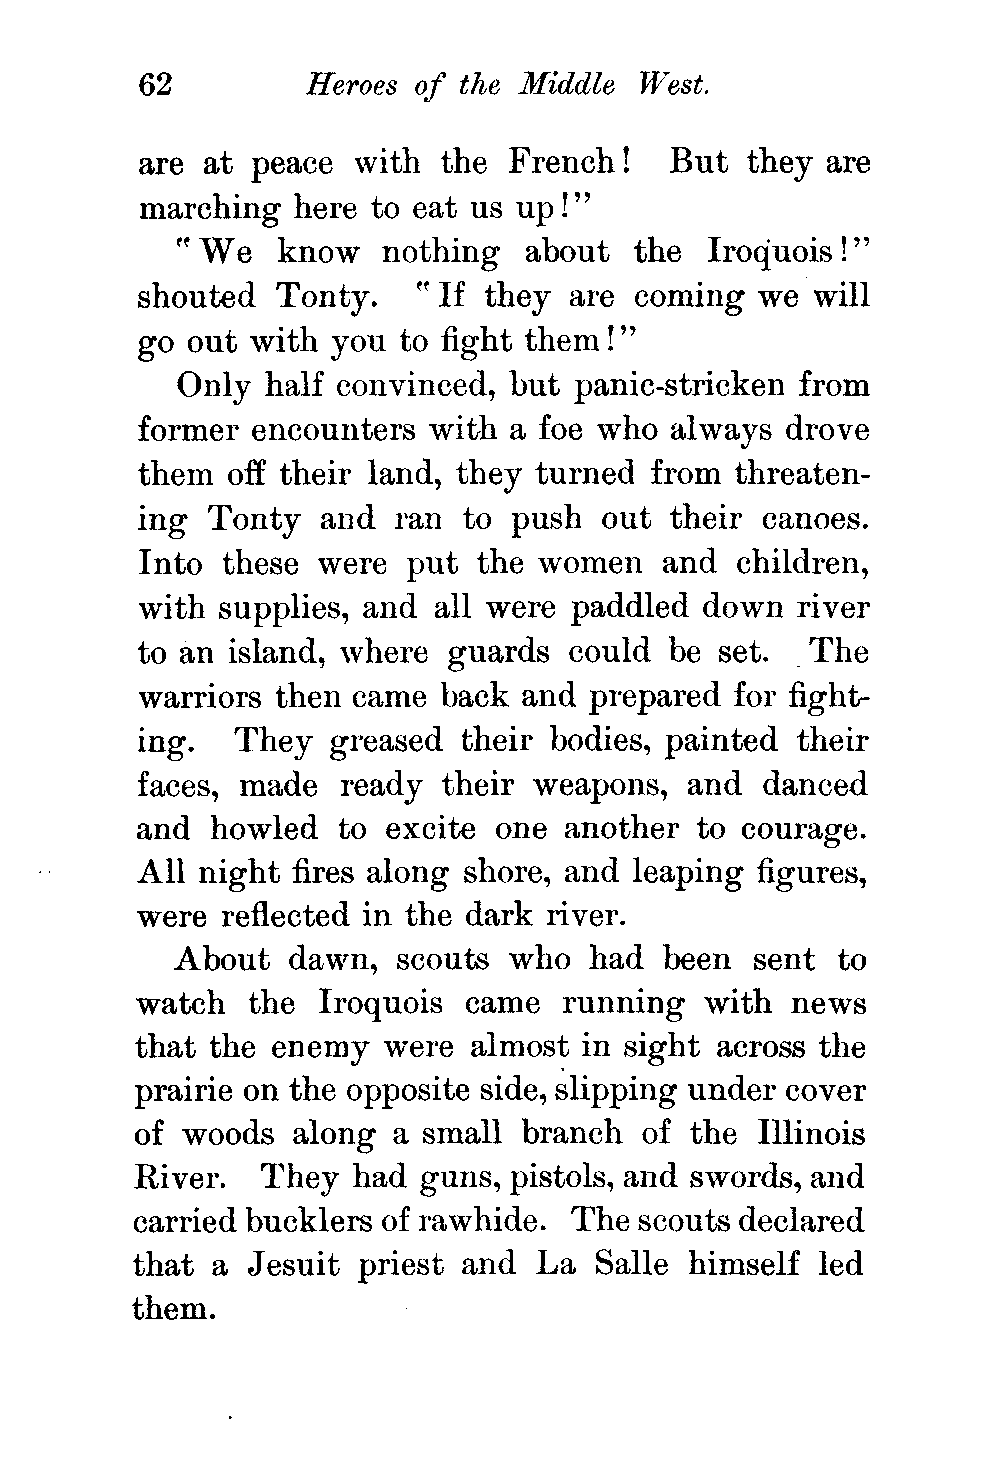 62 Heroes of the Middle West.
are at peace with the French! But they are
marching here to eat us up!"
"We know nothing about the Iroquois!"
shouted Tonty. "If they are coming we will
go out with you to fight them!"
Only half convinced, but panic-stricken from
former encounters with a foe who always drove
them off their land, they turned from threaten-
ing Tonty and ran to push out their canoes.
Into these were put the women and children,
with supplies, and all were paddled down river
to an island, where guards could be set. The
warriors then came back and prepared for fight-
ing. They greased their bodies, painted their
faces, made ready their weapons, and danced
and howled to excite one another to courage.
All night fires along shore, and leaping figures,
were reflected in the dark river.
About dawn, scouts who had been sent to
watch the Iroquois came running with news
that the enemy were almost in sight across the
prairie on the opposite side, slipping under cover
of woods along a small branch of the Illinois
River. They had guns, pistols, and swords, and
carried bucklers of rawhide. The scouts declared
that a Jesuit priest and La Salle himself led
them.